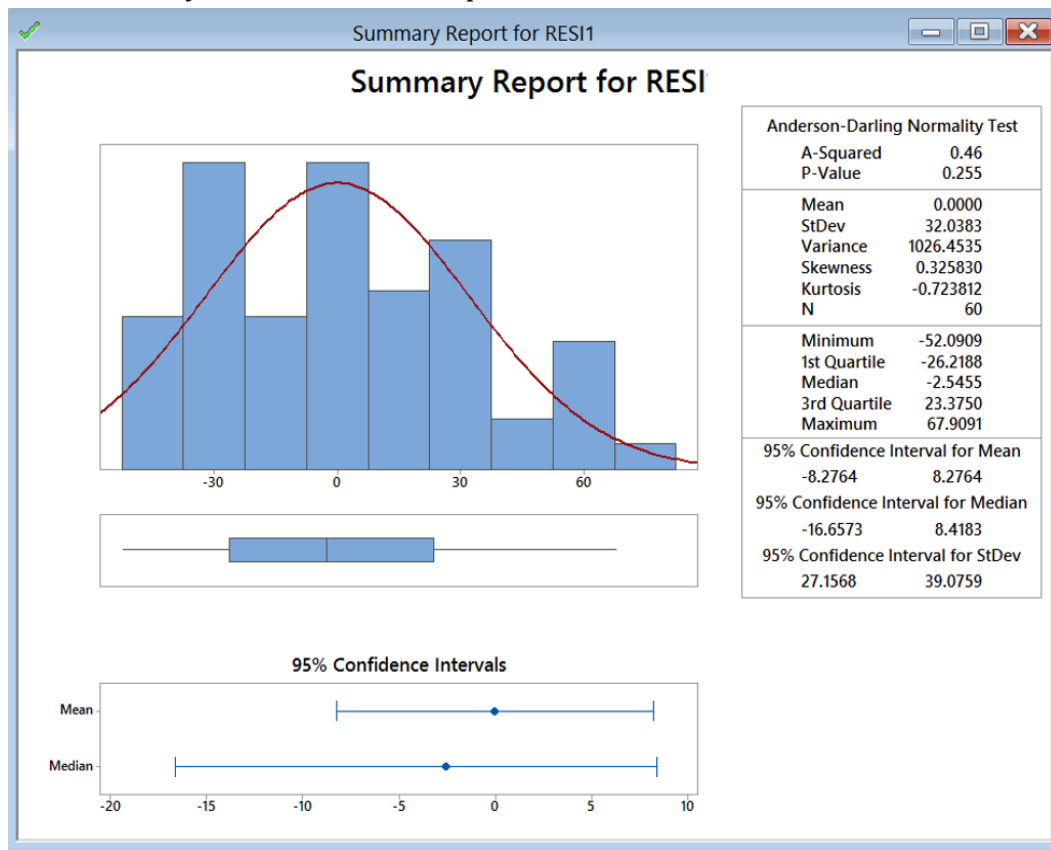 Summary Report for RESI1
Summary Report for RESI
-30 0 30 60
Anderson-Darling Normality Test
A-Squared 0.46
P-Value 0.255
Mean 0.0000
StDev 32.0383
Variance 1026.4535
Skewness 0.325830
Kurtosis -0.723812
N 60
Minimum -52.0909
1st Quartile -26.2188
Median -2.5455
3rd Quartile 23.3750
Maximum 67.9091
95% Confidence Interval for Mean
-8.2764 8.2764
95% Confidence Interval for Median
-16.6573 8.4183
95% Confidence Interval for StDev
27.1568 39.0759
95% Confidence Intervals
Mean
Median
-20 -15 -10 -5 0 5 10